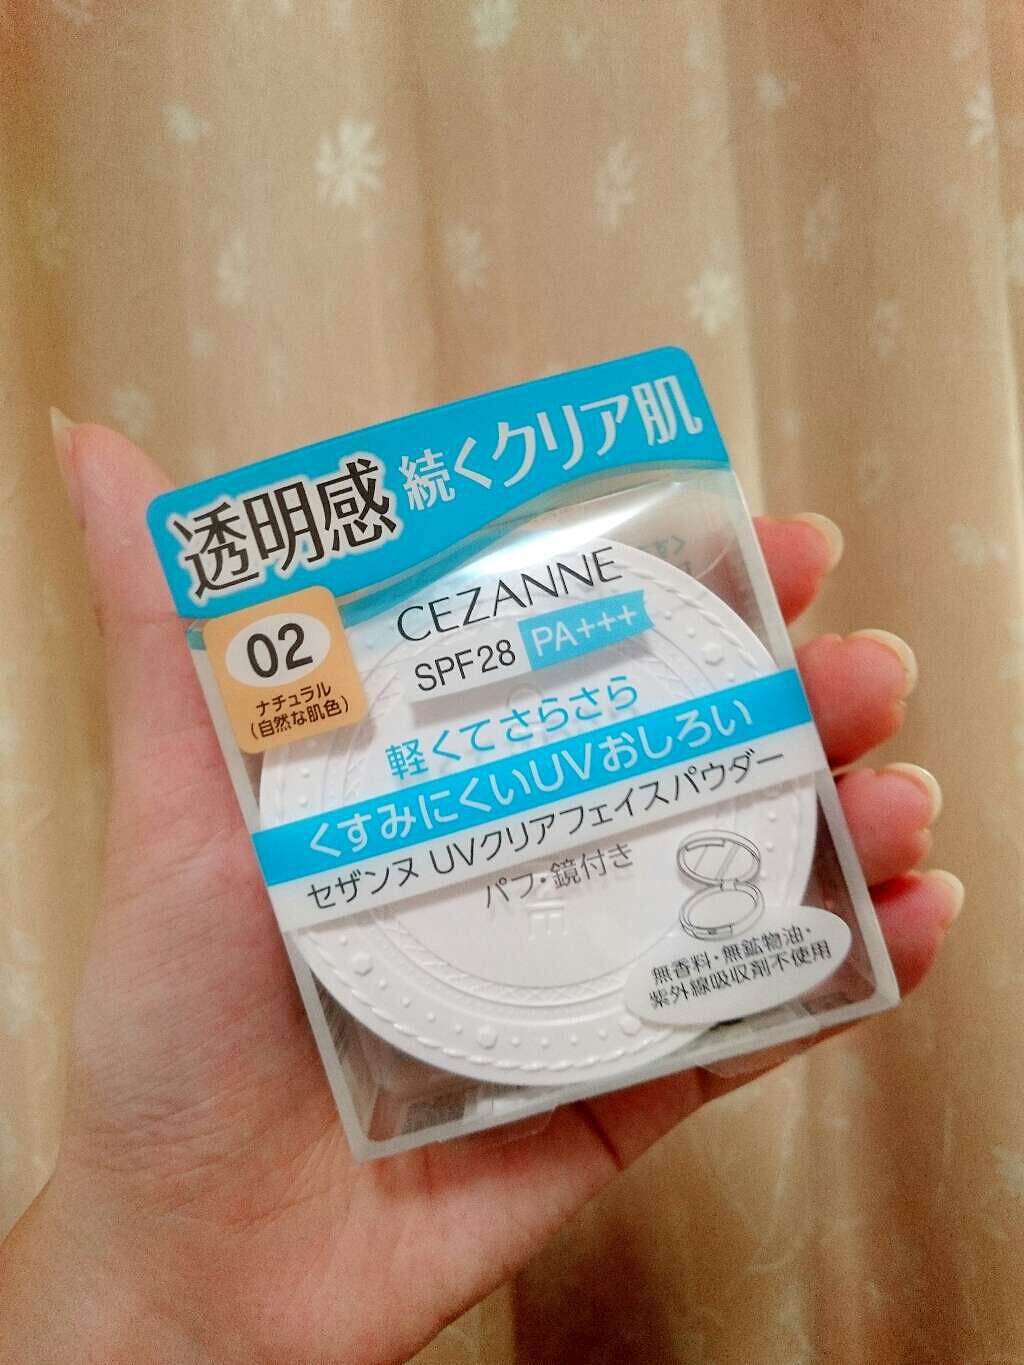 透明感 続くクリア肌
CEZANNE
SPF28 PA+++
02
ナチュラル
(自然な肌色)
軽くてさらさら
くすみにくいUVおしろい
セザンヌ UVクリアフェイスパウダー
パフ・鏡付き
無香料・無鉱物油・
紫外線吸収剤不使用